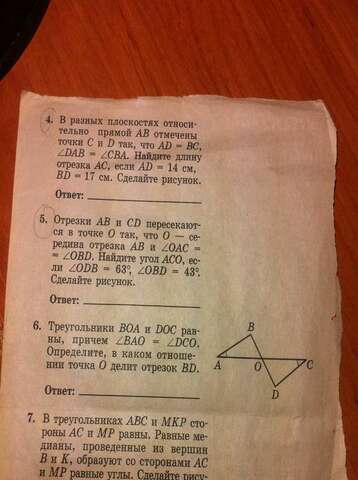 4. В разных плоскостях относи-
тельно прямой AB отмечены
точки C и D так, что AD = BC,
∠DAB = ∠CBA. Найдите длину
отрезка AC, если AD = 14 см,
BD = 17 см. Сделайте рисунок.
Ответ:
5. Отрезки AB и CD пересекают-
ся в точке O так, что O — се-
редина отрезка AB и ∠OAC =
= ∠OBD. Найдите угол ACO, ес-
ли ∠ODB = 63°, ∠OBD = 43°.
Сделайте рисунок.
Ответ:
6. Треугольники BOA и DOC рав-
ны, причем ∠BAO = ∠DCO.
Определите, в каком отноше-
нии точка O делит отрезок BD.
Ответ:
B
A
O
C
D
7. В треугольниках ABC и MKP сто-
роны AC и MP равны. Равные ме-
дианы, проведенные из вершин
B и K, образуют со сторонами AC
и MP равные углы. Сделайте рису-